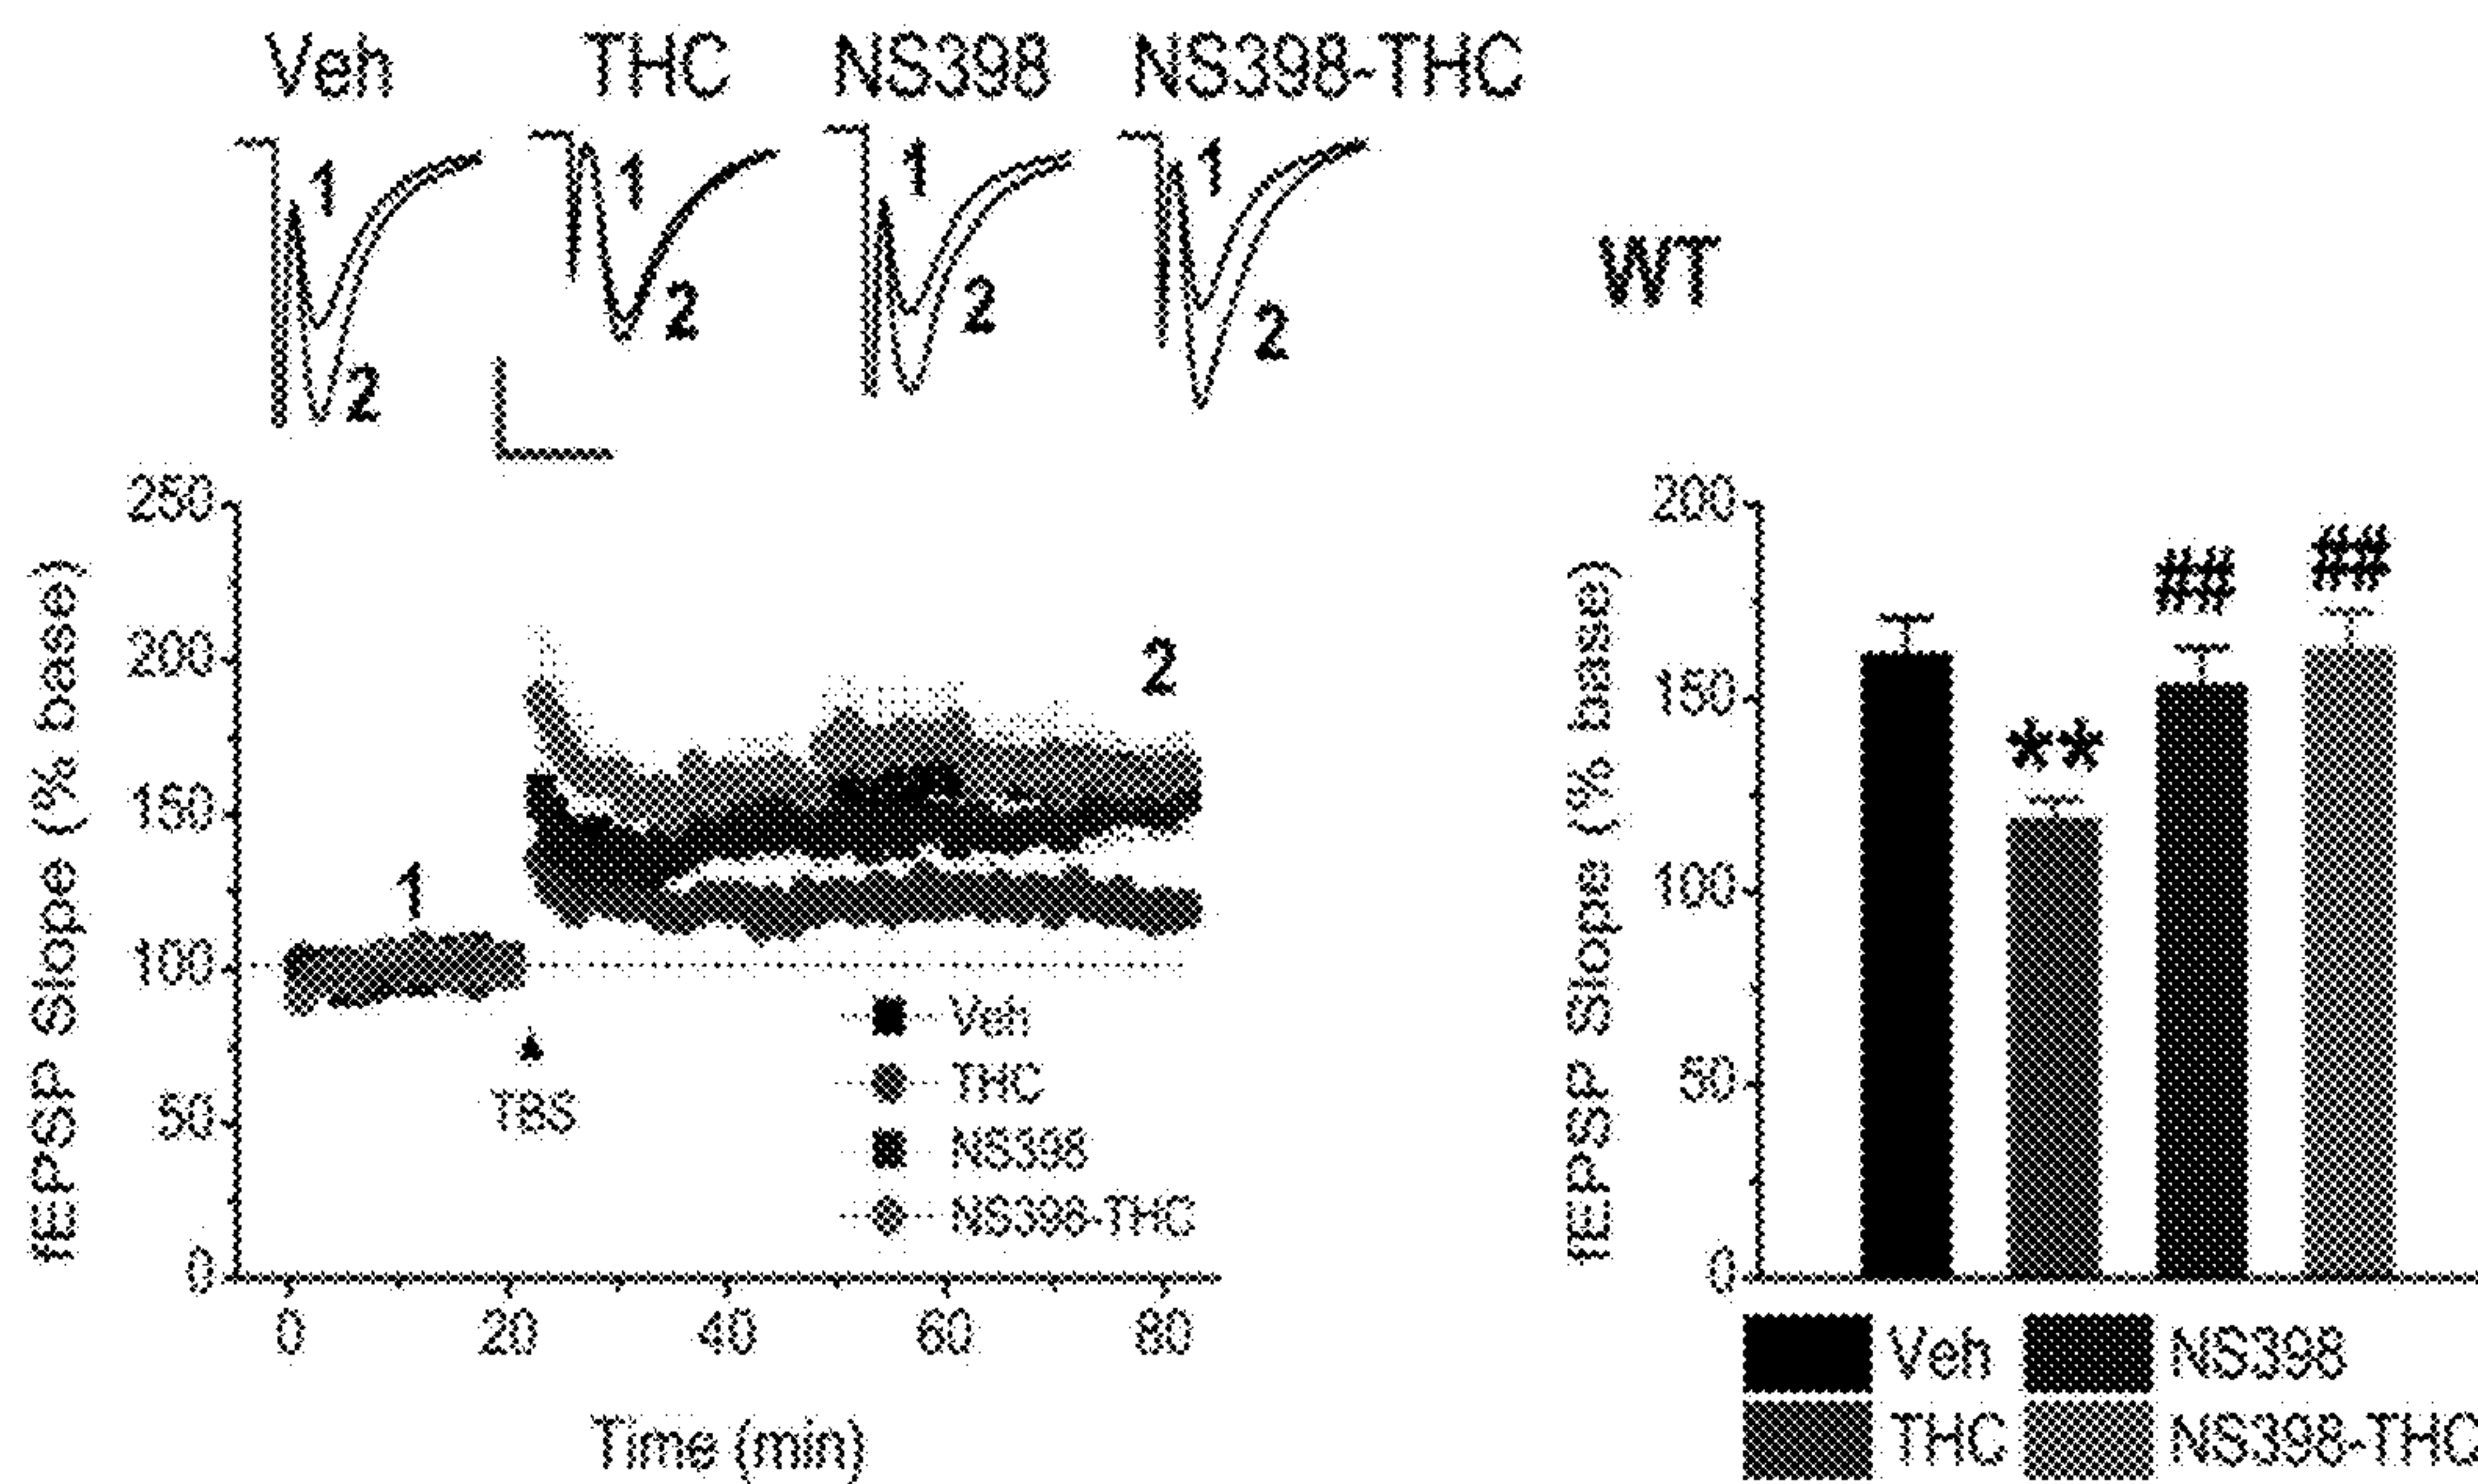 Veh THC NS398 NS398-THC
1 1 1 1
2 2 2 2
WT
fEPSP Slope (% base)
250
200
150
100
50
0
1
2
TBS
Veh
THC
NS398
NS398-THC
0 20 40 60 80
Time (min)
fEPSP Slope (% base)
200
150
100
50
0
**
##
##
Veh NS398
THC NS398-THC